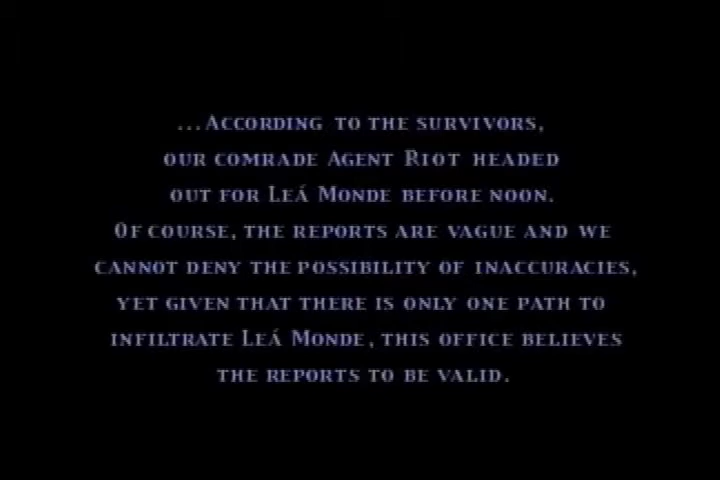 ...According to the survivors,
our comrade Agent Riot headed
out for Leá Monde before noon.
Of course, the reports are vague and we
cannot deny the possibility of inaccuracies,
yet given that there is only one path to
infiltrate Leá Monde, this office believes
the reports to be valid.